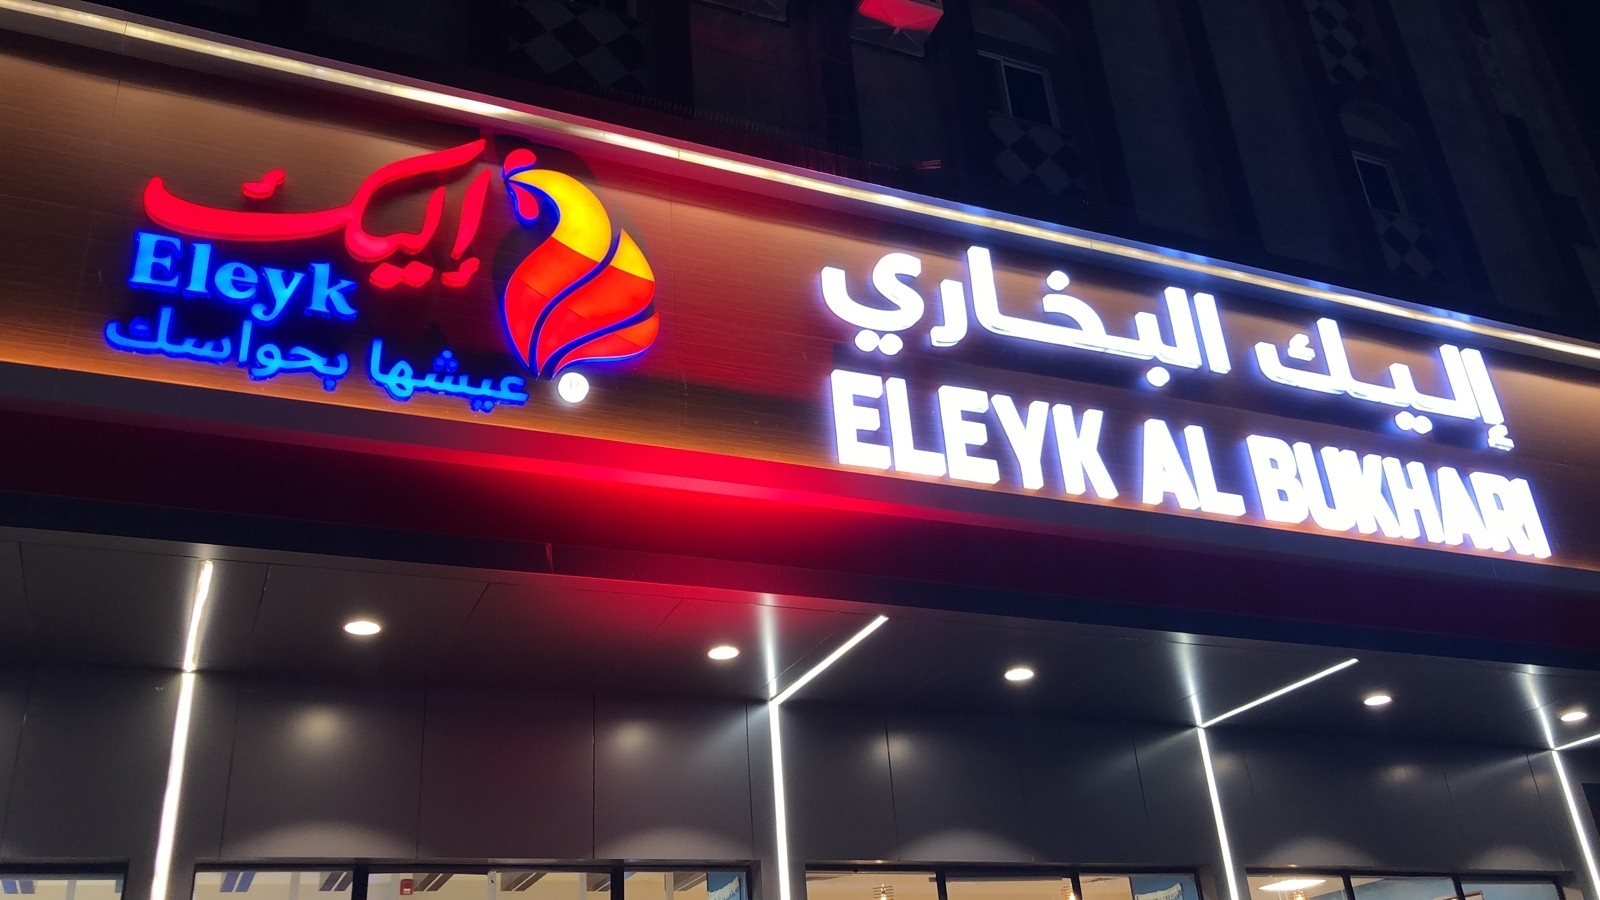 إليك
Eleyk
عيشها بحواسك
إليك البخاري
ELEYK AL BUKHARI